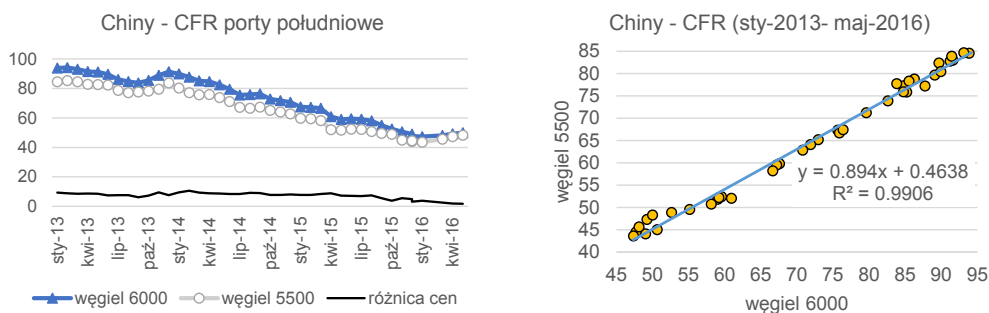 Chiny - CFR porty południowe
100
80
60
40
20
0
sty-13
kwi-13
lip-13
paź-13
sty-14
kwi-14
lip-14
paź-14
sty-15
kwi-15
lip-15
paź-15
sty-16
kwi-16
węgiel 6000
węgiel 5500
różnica cen
Chiny - CFR (sty-2013- maj-2016)
węgiel 5500
85
80
75
70
65
60
55
50
45
40
y = 0.894x + 0.4638
R² = 0.9906
45 50 55 60 65 70 75 80 85 90 95
węgiel 6000